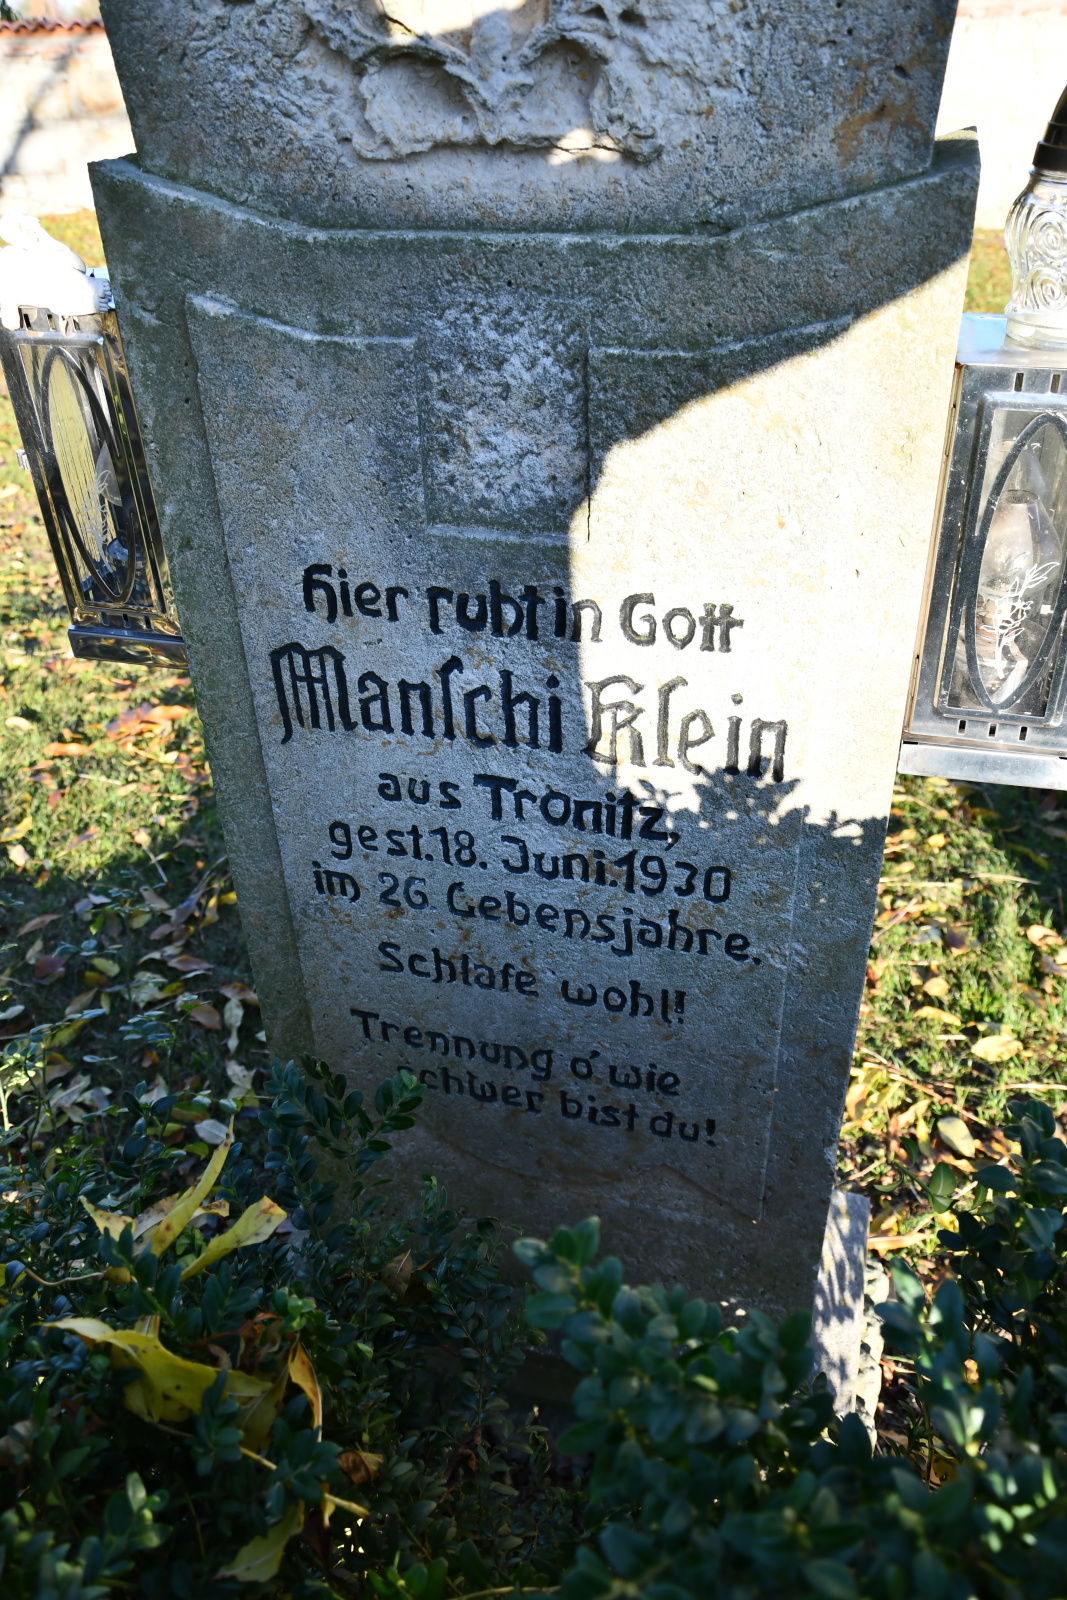 Hier ruht in Gott
Manschi Klein
aus Tronitz,
gest. 18. Juni. 1930
im 26 Lebensjahre.
Schlafe wohl!
Trennung o' wie
schwer bist du!